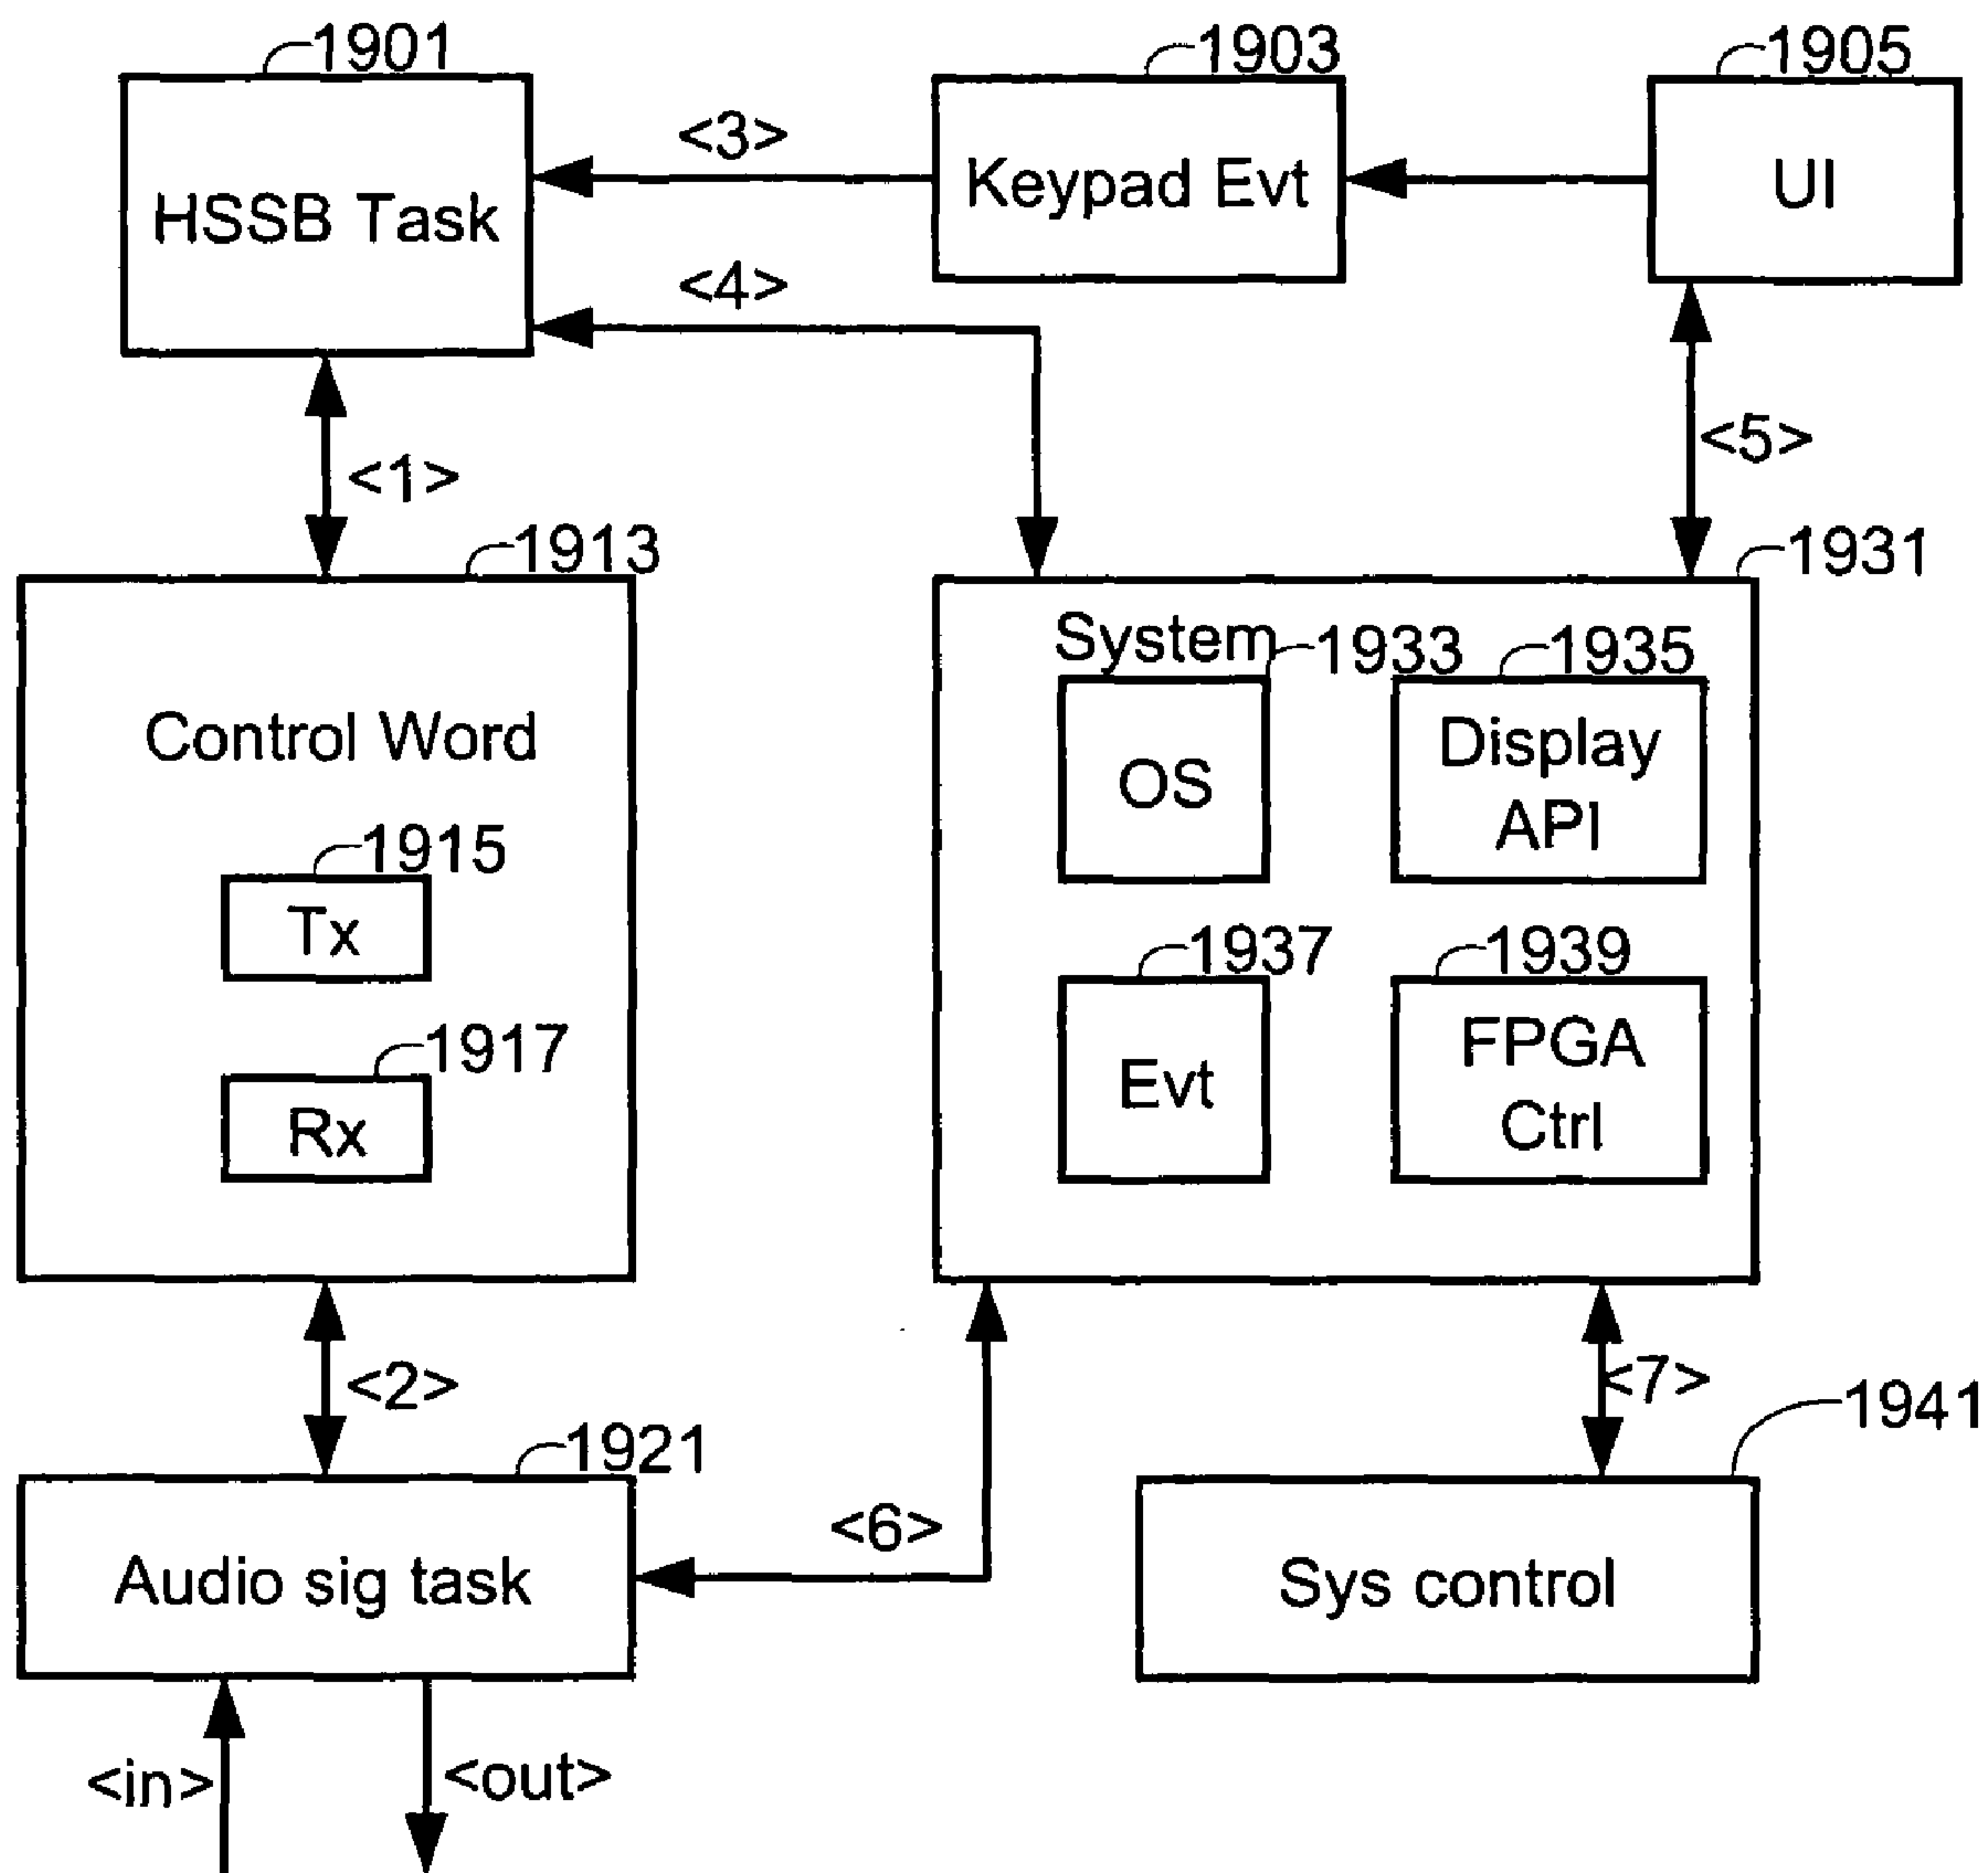 1901
1903
1905
HSSB Task
<3>
Keypad Evt
UI
<4>
<1>
<5>
1913
1931
Control Word
System
1933
1935
OS
Display
API
1915
Tx
1937
1939
Evt
FPGA
Ctrl
1917
Rx
<2>
<7>
1921
1941
<6>
Audio sig task
Sys control
<in>
<out>